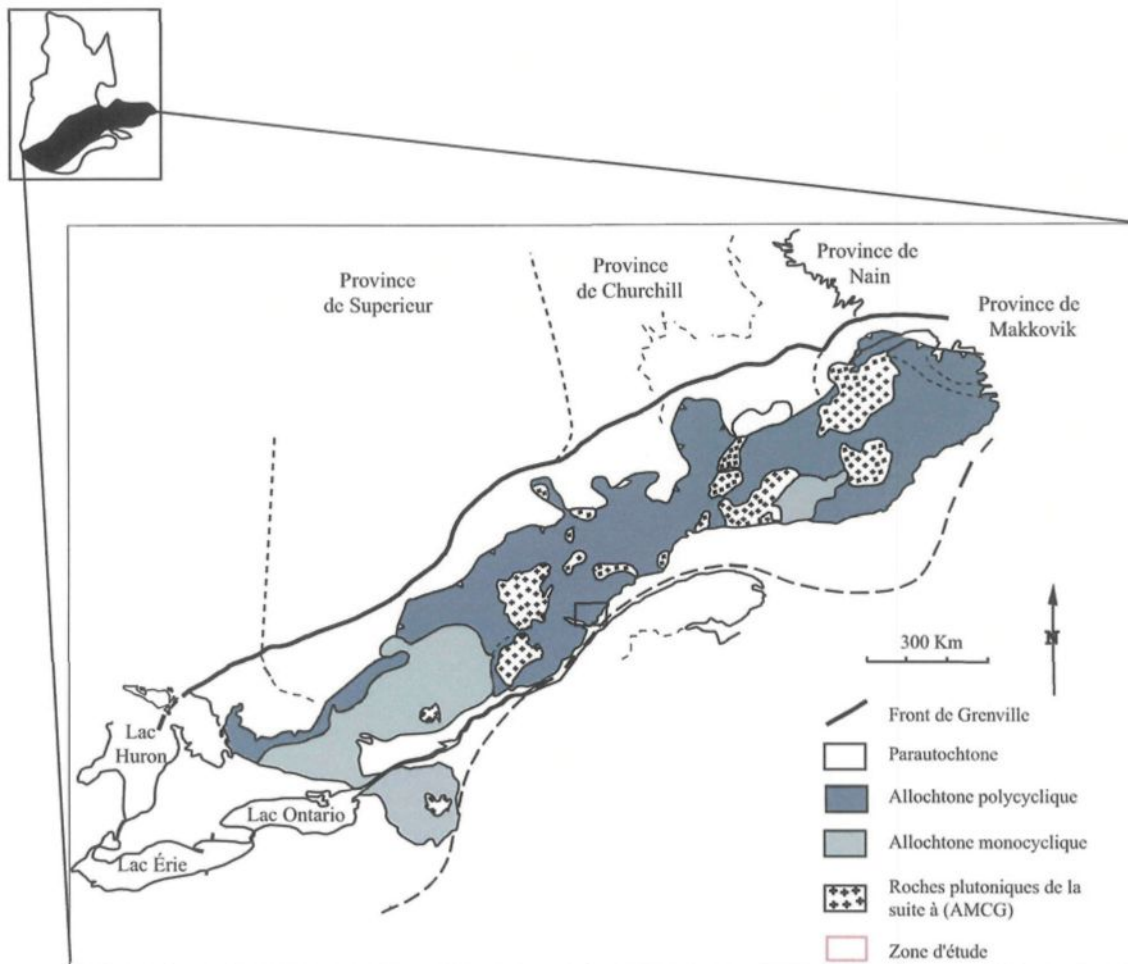 Province de
Nain
Province
de Churchill
Province
de Superieur
Province de
Makkovik
300 Km
N
Lac
Huron
Lac Ontario
Lac Érie
Front de Grenville
Parautochtone
Allochtone polycyclique
Allochtone monocyclique
Roches plutoniques de la
suite à (AMCG)
Zone d'étude